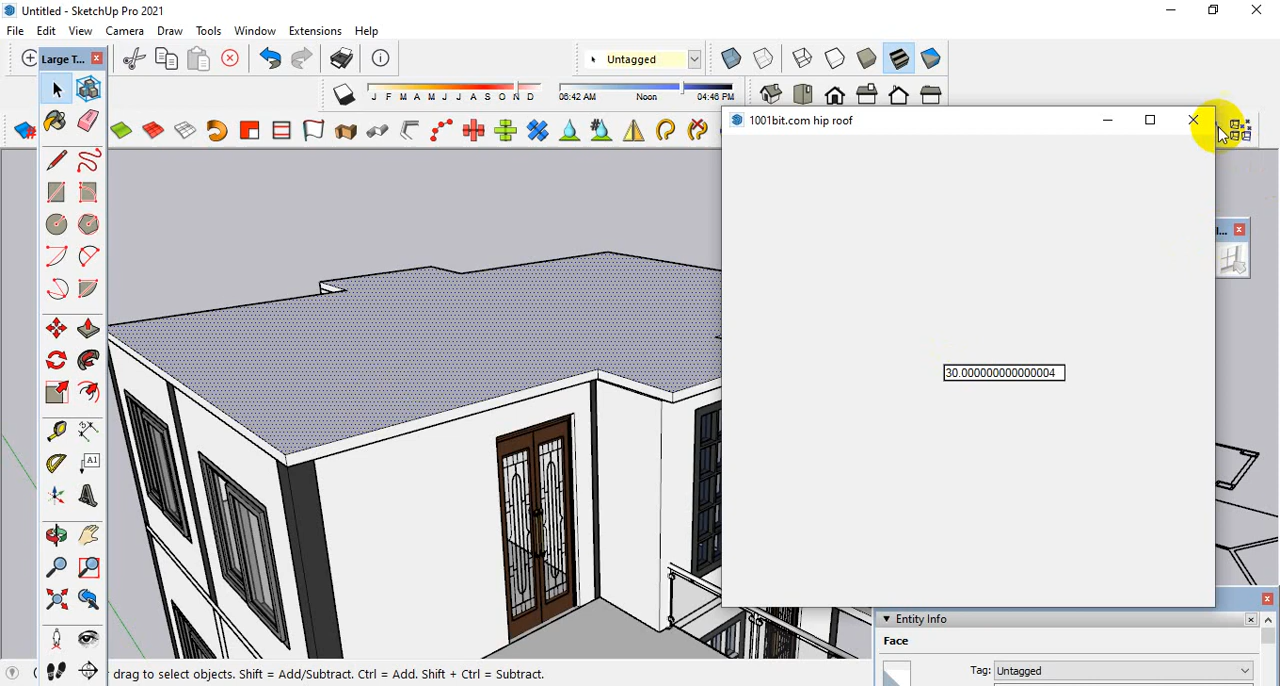 Untitled - SketchUp Pro 2021
File Edit View Camera Draw Tools Window Extensions Help
Large T...
Untagged
J F M A M J J A S O N D 06:42 AM Noon 04:46 PM
1001bit.com hip roof
30.000000000000004
A1
Entity Info
Face
Tag: Untagged
drag to select objects. Shift = Add/Subtract. Ctrl = Add. Shift + Ctrl = Subtract.